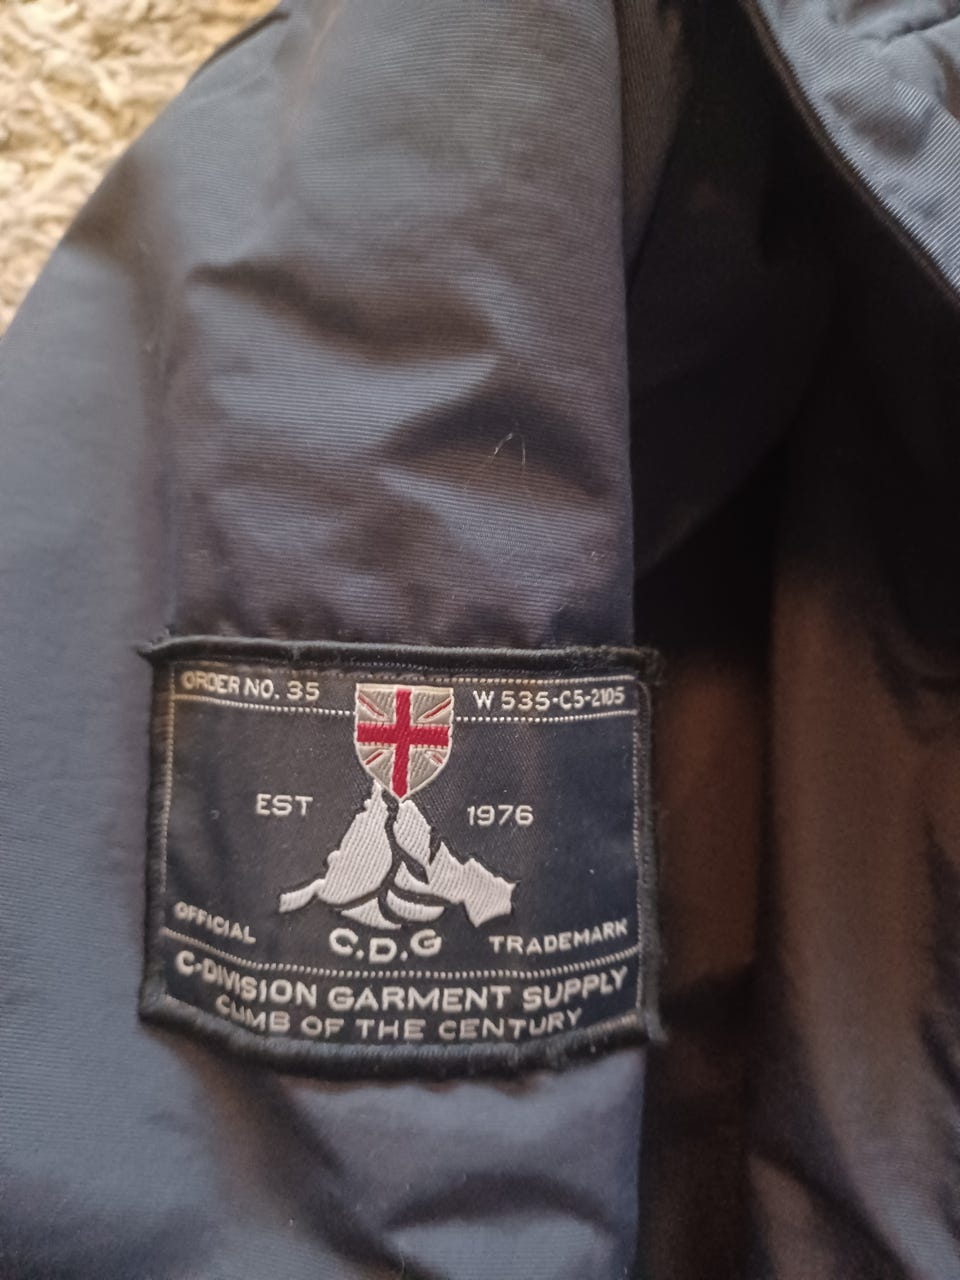 ORDER NO. 35
W 535-C5-2105
EST 1976
OFFICIAL C.D.G TRADEMARK
C-DIVISION GARMENT SUPPLY
CLIMB OF THE CENTURY